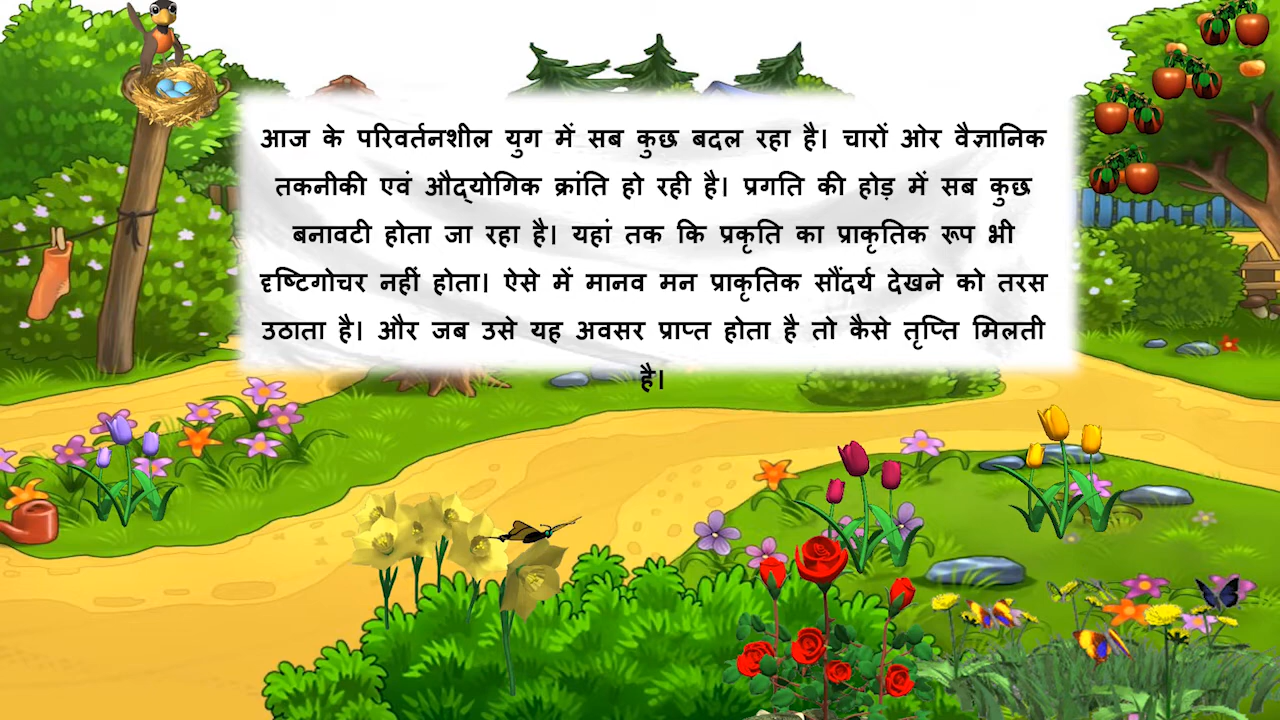 आज के परिवर्तनशील युग में सब कुछ बदल रहा है। चारों ओर वैज्ञानिक
तकनीकी एवं औद्योगिक क्रांति हो रही है। प्रगति की होड़ में सब कुछ
बनावटी होता जा रहा है। यहां तक कि प्रकृति का प्राकृतिक रूप भी
दृष्टिगोचर नहीं होता। ऐसे में मानव मन प्राकृतिक सौंदर्य देखने को तरस
उठाता है। और जब उसे यह अवसर प्राप्त होता है तो कैसे तृप्ति मिलती
है।